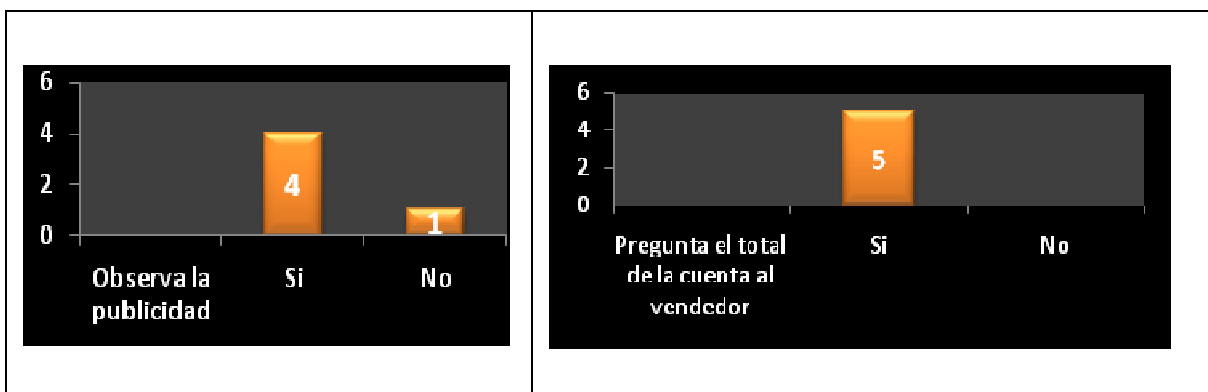 6
4
2
0
4
1
Observa la
publicidad
Si
No
6
4
2
0
5
Pregunta el total
de la cuenta al
vendedor
Si
No